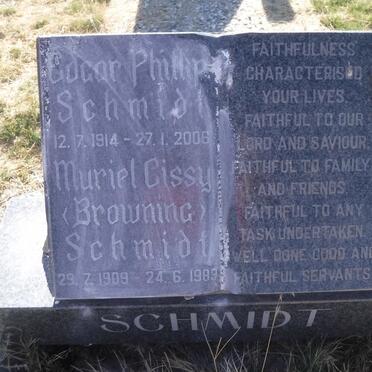 Edgar Phillip
Schmidt
12.7.1914 - 27.1.2006
Muriel Cissy
(Browning)
Schmidt
29.7.1909 - 24.6.1989
FAITHFULNESS
CHARACTERISED
YOUR LIVES.
FAITHFUL TO OUR
LORD AND SAVIOUR,
FAITHFUL TO FAMILY
AND FRIENDS,
FAITHFUL TO ANY
TASK UNDERTAKEN.
WELL DONE GOOD AND
FAITHFUL SERVANTS
SCHMIDT